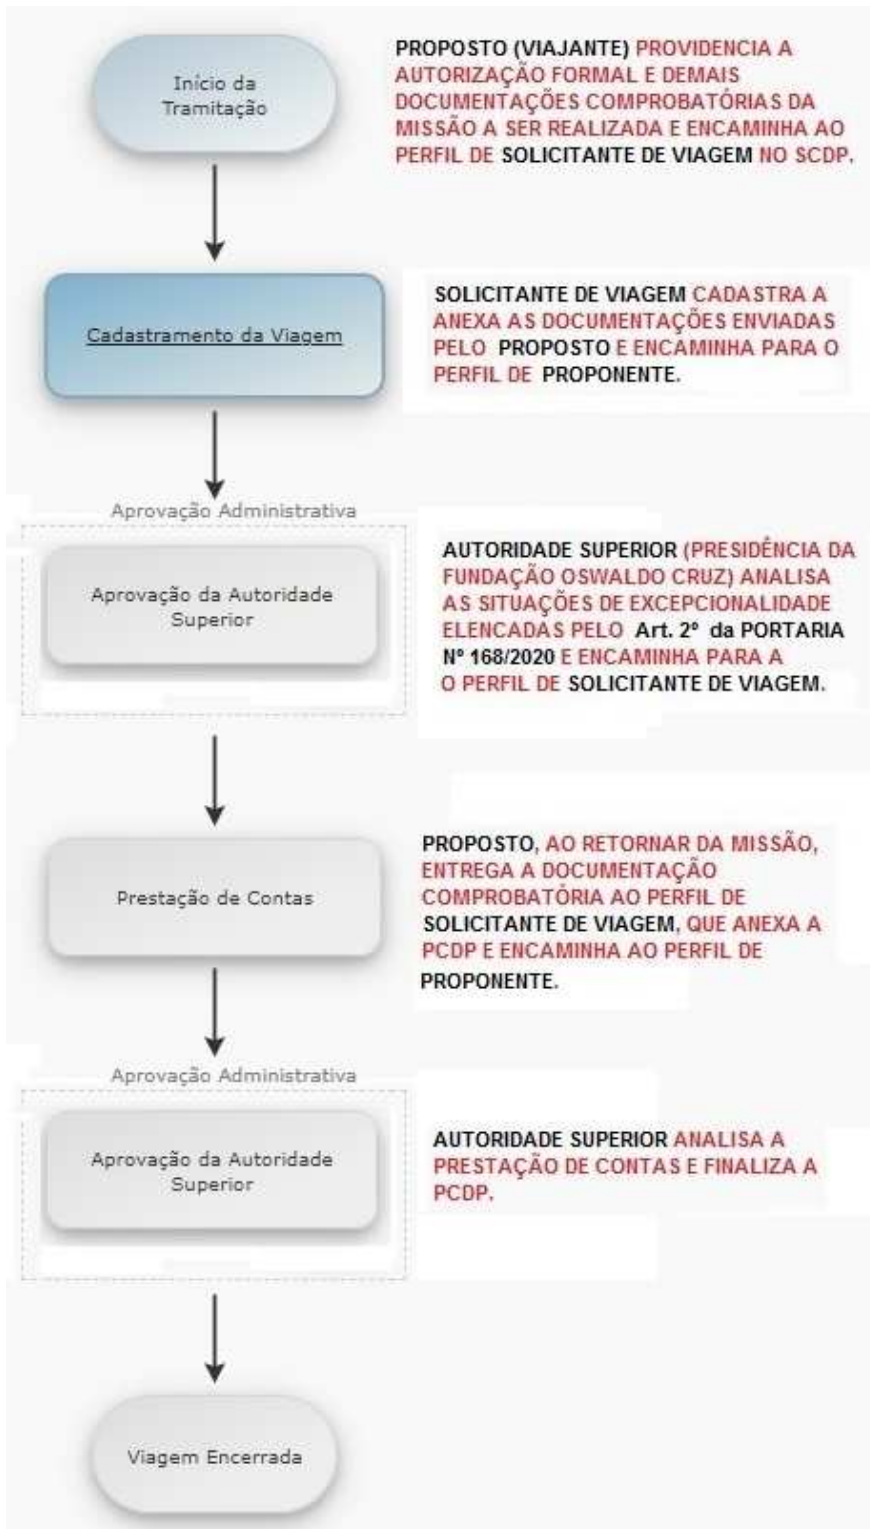 Início da
Tramitação
PROPOSTO (VIAJANTE) PROVIDENCIA A
AUTORIZAÇÃO FORMAL E DEMAIS
DOCUMENTAÇÕES COMPROBATÓRIAS DA
MISSÃO A SER REALIZADA E ENCAMINHA AO
PERFIL DE SOLICITANTE DE VIAGEM NO SCDP.
Cadastramento da Viagem
SOLICITANTE DE VIAGEM CADASTRA A
ANEXA AS DOCUMENTAÇÕES ENVIADAS
PELO PROPOSTO E ENCAMINHA PARA O
PERFIL DE PROPONENTE.
Aprovação Administrativa
Aprovação da Autoridade
Superior
AUTORIDADE SUPERIOR (PRESIDÊNCIA DA
FUNDAÇÃO OSWALDO CRUZ) ANALISA
AS SITUAÇÕES DE EXCEPCIONALIDADE
ELENCADAS PELO Art. 2º da PORTARIA
Nº 168/2020 E ENCAMINHA PARA A
O PERFIL DE SOLICITANTE DE VIAGEM.
Prestação de Contas
PROPOSTO, AO RETORNAR DA MISSÃO,
ENTREGA A DOCUMENTAÇÃO
COMPROBATÓRIA AO PERFIL DE
SOLICITANTE DE VIAGEM, QUE ANEXA A
PCDP E ENCAMINHA AO PERFIL DE
PROPONENTE.
Aprovação Administrativa
Aprovação da Autoridade
Superior
AUTORIDADE SUPERIOR ANALISA A
PRESTAÇÃO DE CONTAS E FINALIZA A
PCDP.
Viagem Encerrada